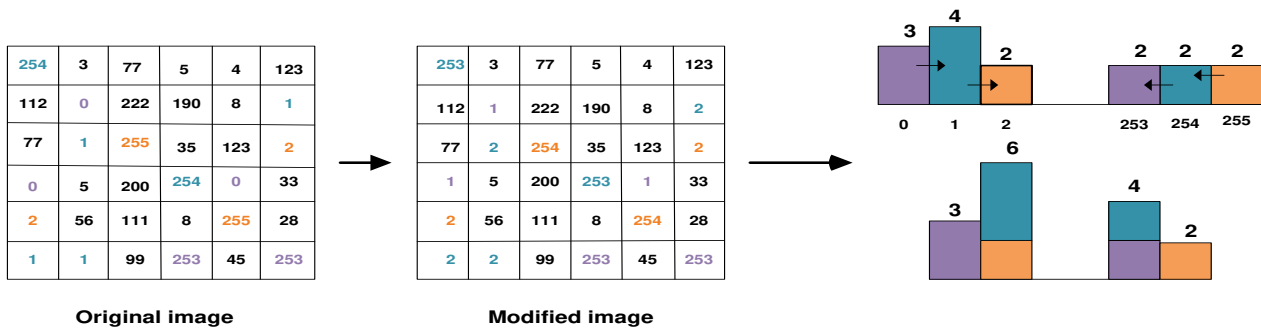 254 3 77 5 4 123
112 0 222 190 8 1
77 1 255 35 123 2
0 5 200 254 0 33
2 56 111 8 255 28
1 1 99 253 45 253
Original image
253 3 77 5 4 123
112 1 222 190 8 2
77 2 254 35 123 2
1 5 200 253 1 33
2 56 111 8 254 28
2 2 99 253 45 253
Modified image
3 4 2 2 2 2
0 1 2 253 254 255
3 6 4 2